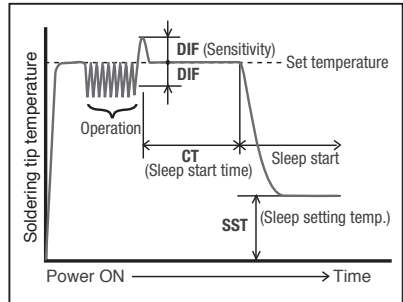 Soldering tip temperature
DIF (Sensitivity)
DIF
Set temperature
Operation
CT
(Sleep start time)
Sleep start
SST
(Sleep setting temp.)
Power ON
Time